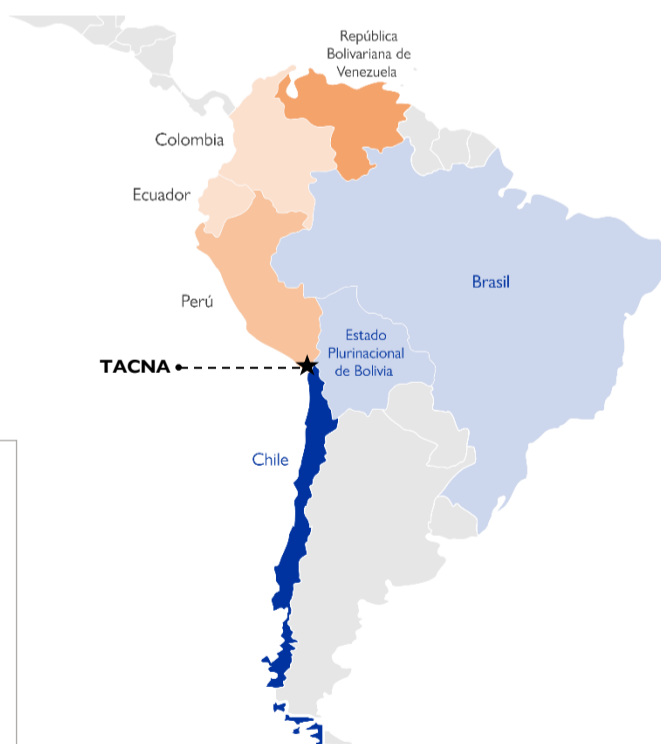 República
Bolivariana de
Venezuela
Colombia
Ecuador
Brasil
Perú
Estado
Plurinacional
de Bolivia
TACNA
Chile